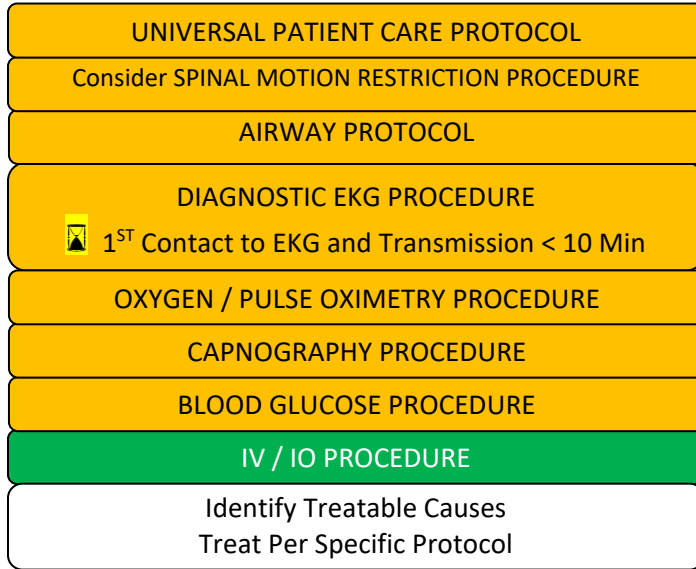 UNIVERSAL PATIENT CARE PROTOCOL
Consider SPINAL MOTION RESTRICTION PROCEDURE
AIRWAY PROTOCOL
DIAGNOSTIC EKG PROCEDURE
1ST Contact to EKG and Transmission < 10 Min
OXYGEN / PULSE OXIMETRY PROCEDURE
CAPNOGRAPHY PROCEDURE
BLOOD GLUCOSE PROCEDURE
IV / IO PROCEDURE
Identify Treatable Causes
Treat Per Specific Protocol